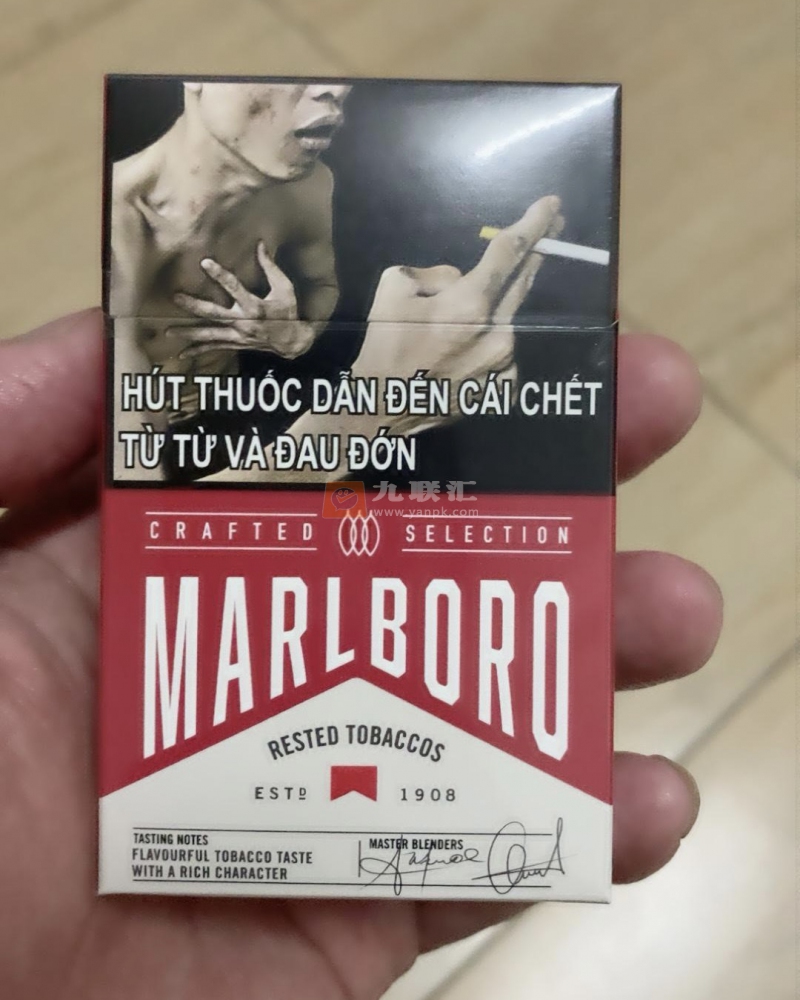 HÚT THUỐC DẪN ĐẾN CÁI CHẾT
TỪ TỪ VÀ ĐAU ĐỚN
九联汇
www.yanpk.com
CRAFTED SELECTION
MARLBORO
RESTED TOBACCOS
ESTD 1908
TASTING NOTES
FLAVOURFUL TOBACCO TASTE
WITH A RICH CHARACTER
MASTER BLENDERS